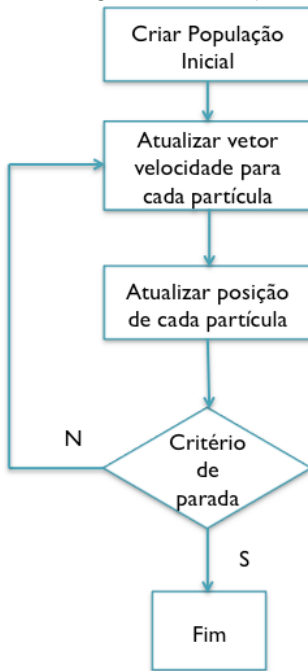 Criar População
Inicial
Atualizar vetor
velocidade para
cada partícula
Atualizar posição
de cada partícula
Critério
de
parada
N
S
Fim